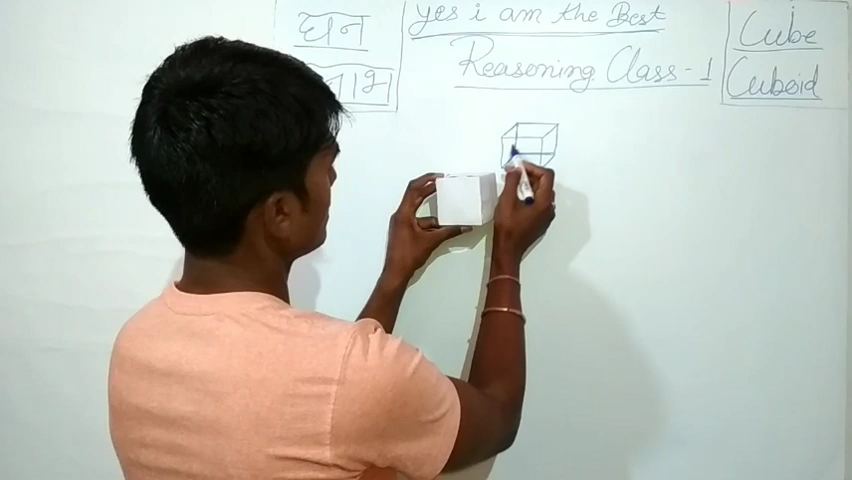 घन
yes i am the Best
Reasoning Class-1
Cube
Cuboid